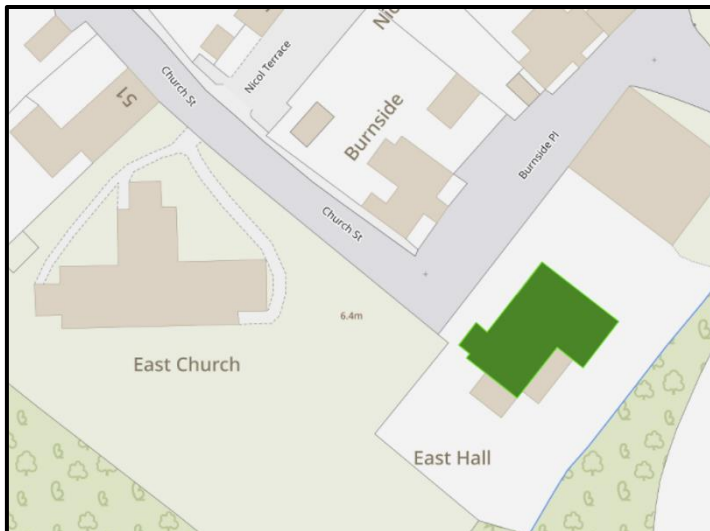 Nicol Terrace
Church St
51
Burnside
Burnside Pl
Church St
6.4m
East Church
East Hall